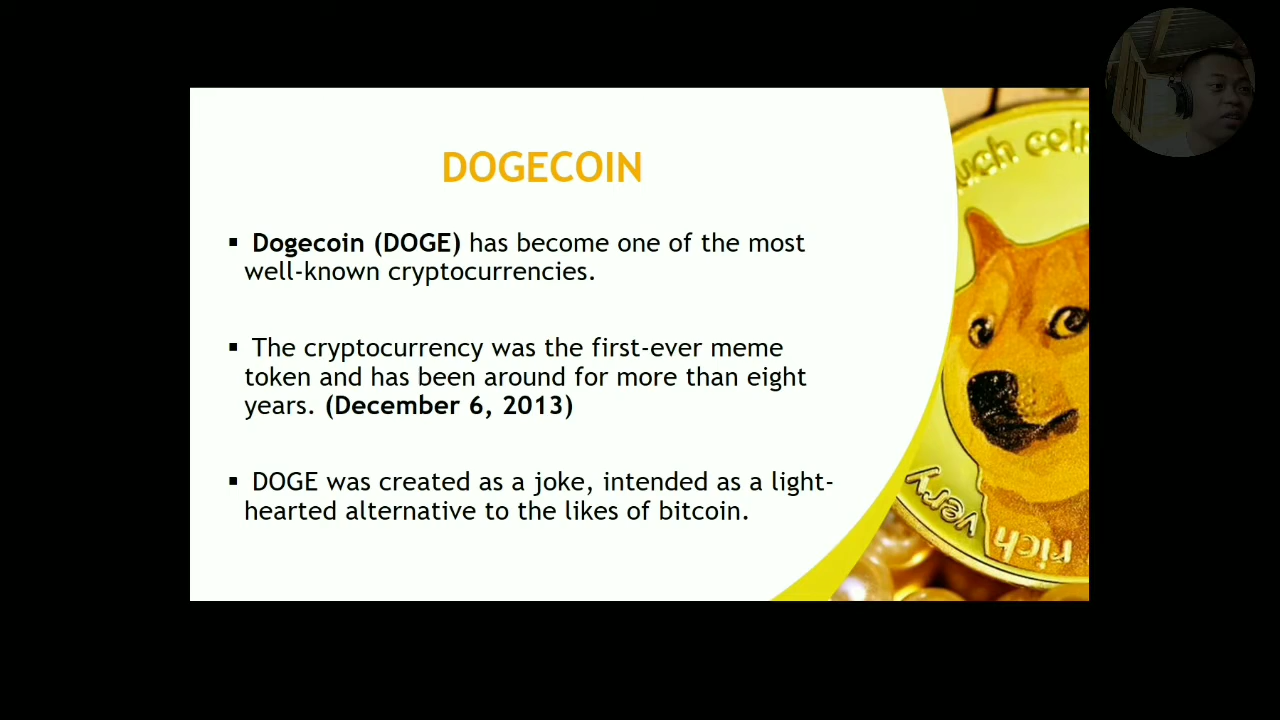 DOGECOIN
▪ Dogecoin (DOGE) has become one of the most
well-known cryptocurrencies.
▪ The cryptocurrency was the first-ever meme
token and has been around for more than eight
years. (December 6, 2013)
▪ DOGE was created as a joke, intended as a light-
hearted alternative to the likes of bitcoin.
very
rich